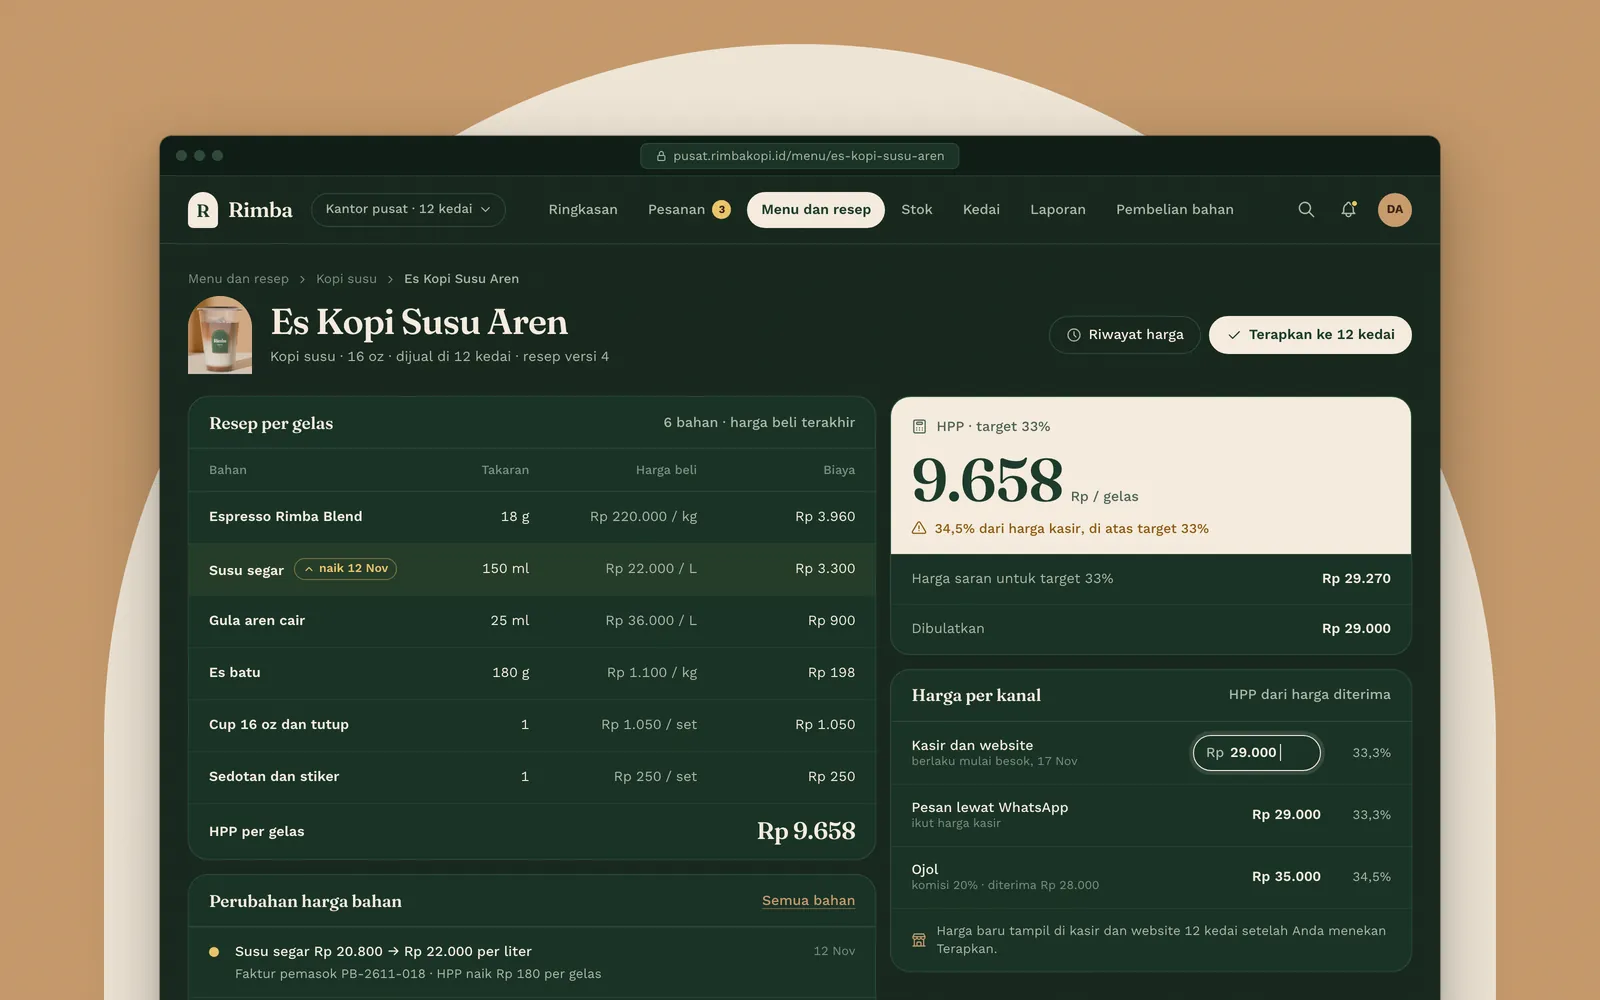 pusat.rimbakopi.id/menu/es-kopi-susu-aren
R Rimba Kantor pusat · 12 kedai Ringkasan Pesanan 3 Menu dan resep Stok Kedai Laporan Pembelian bahan DA
Menu dan resep > Kopi susu > Es Kopi Susu Aren
Rimba
Es Kopi Susu Aren
Kopi susu · 16 oz · dijual di 12 kedai · resep versi 4
Riwayat harga Terapkan ke 12 kedai
Resep per gelas 6 bahan · harga beli terakhir
Bahan Takaran Harga beli Biaya
Espresso Rimba Blend 18 g Rp 220.000 / kg Rp 3.960
Susu segar naik 12 Nov 150 ml Rp 22.000 / L Rp 3.300
Gula aren cair 25 ml Rp 36.000 / L Rp 900
Es batu 180 g Rp 1.100 / kg Rp 198
Cup 16 oz dan tutup 1 Rp 1.050 / set Rp 1.050
Sedotan dan stiker 1 Rp 250 / set Rp 250
HPP per gelas Rp 9.658
Perubahan harga bahan Semua bahan
Susu segar Rp 20.800 → Rp 22.000 per liter 12 Nov
Faktur pemasok PB-2611-018 · HPP naik Rp 180 per gelas
HPP · target 33%
9.658 Rp / gelas
34,5% dari harga kasir, di atas target 33%
Harga saran untuk target 33% Rp 29.270
Dibulatkan Rp 29.000
Harga per kanal HPP dari harga diterima
Kasir dan website Rp 29.000 33,3%
berlaku mulai besok, 17 Nov
Pesan lewat WhatsApp Rp 29.000 33,3%
ikut harga kasir
Ojol Rp 35.000 34,5%
komisi 20% · diterima Rp 28.000
Harga baru tampil di kasir dan website 12 kedai setelah Anda menekan
Terapkan.